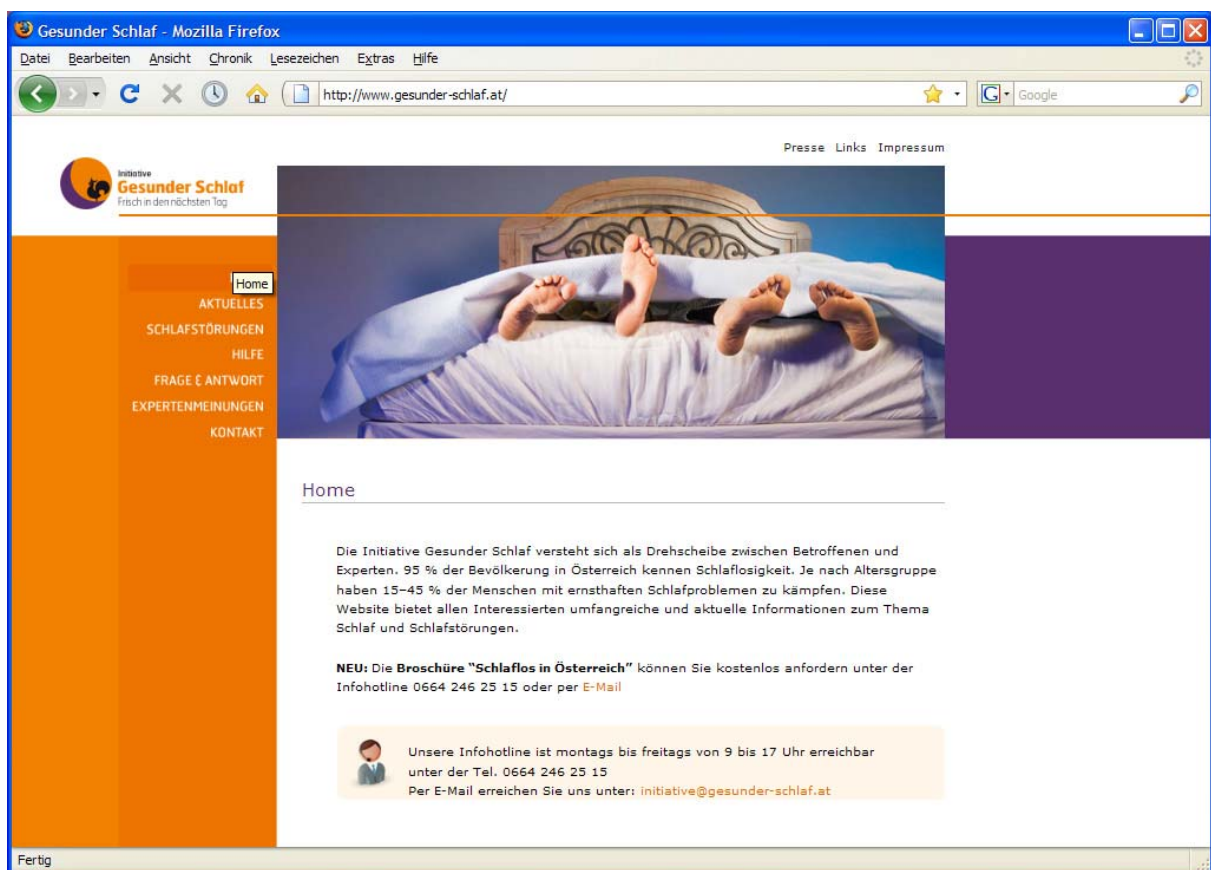 Gesunder Schlaf - Mozilla Firefox
Datei Bearbeiten Ansicht Chronik Lesezeichen Extras Hilfe
http://www.gesunder-schlaf.at/
Google
Presse Links Impressum
Initiative
Gesunder Schlaf
Frisch in den nächsten Tag
Home
AKTUELLES
SCHLAFSTÖRUNGEN
HILFE
FRAGE & ANTWORT
EXPERTENMEINUNGEN
KONTAKT
Home
Die Initiative Gesunder Schlaf versteht sich als Drehscheibe zwischen Betroffenen und
Experten. 95 % der Bevölkerung in Österreich kennen Schlaflosigkeit. Je nach Altersgruppe
haben 15–45 % der Menschen mit ernsthaften Schlafproblemen zu kämpfen. Diese
Website bietet allen Interessierten umfangreiche und aktuelle Informationen zum Thema
Schlaf und Schlafstörungen.
NEU: Die Broschüre “Schlaflos in Österreich” können Sie kostenlos anfordern unter der
Infohotline 0664 246 25 15 oder per E-Mail
Unsere Infohotline ist montags bis freitags von 9 bis 17 Uhr erreichbar
unter der Tel. 0664 246 25 15
Per E-Mail erreichen Sie uns unter: initiative@gesunder-schlaf.at
Fertig